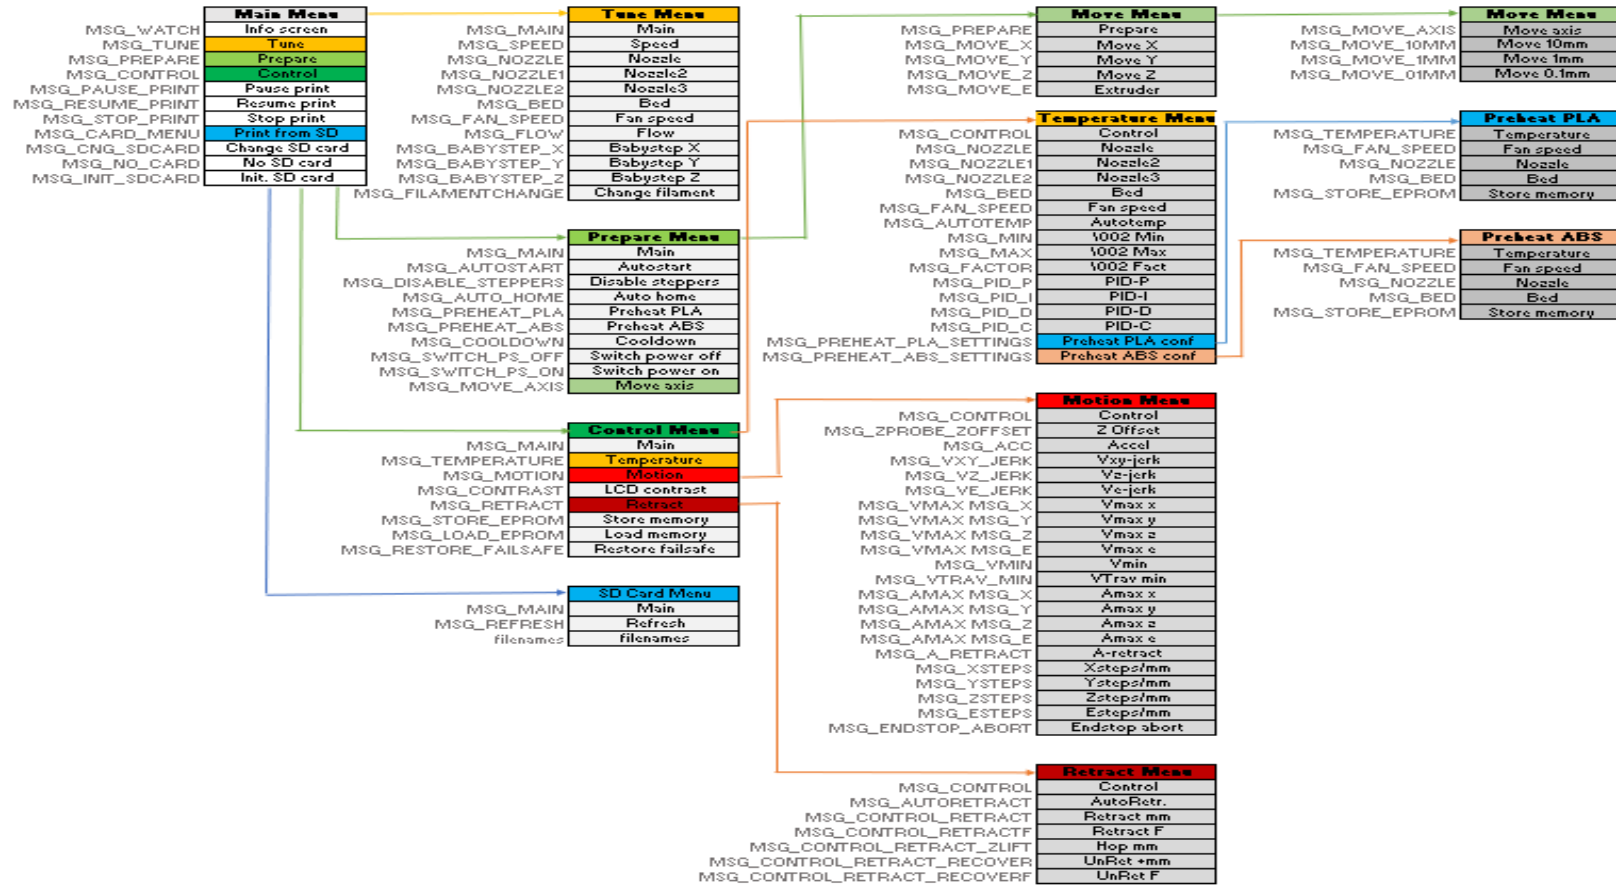 Main Menu
MSG_WATCH Info screen
MSG_TUNE Tune
MSG_PREPARE Prepare
MSG_CONTROL Control
MSG_PAUSE_PRINT Pause print
MSG_RESUME_PRINT Resume print
MSG_STOP_PRINT Stop print
MSG_CARD_MENU Print from SD
MSG_CNG_SDCARD Change SD card
MSG_NO_CARD No SD card
MSG_INIT_SDCARD Init. SD card
Tune Menu
MSG_MAIN Main
MSG_SPEED Speed
MSG_NOZZLE Nozzle
MSG_NOZZLE1 Nozzle2
MSG_NOZZLE2 Nozzle3
MSG_BED Bed
MSG_FAN_SPEED Fan speed
MSG_FLOW Flow
MSG_BABYSTEP_X Babystep X
MSG_BABYSTEP_Y Babystep Y
MSG_BABYSTEP_Z Babystep Z
MSG_FILAMENTCHANGE Change filament
Prepare Menu
MSG_MAIN Main
MSG_AUTOSTART Autostart
MSG_DISABLE_STEPPERS Disable steppers
MSG_AUTO_HOME Auto home
MSG_PREHEAT_PLA Preheat PLA
MSG_PREHEAT_ABS Preheat ABS
MSG_COOLDOWN Cooldown
MSG_SWITCH_PS_OFF Switch power off
MSG_SWITCH_PS_ON Switch power on
MSG_MOVE_AXIS Move axis
Control Menu
MSG_MAIN Main
MSG_TEMPERATURE Temperature
MSG_MOTION Motion
MSG_CONTRAST LCD contrast
MSG_RETRACT Retract
MSG_STORE_EPROM Store memory
MSG_LOAD_EPROM Load memory
MSG_RESTORE_FAILSAFE Restore failsafe
SD Card Menu
MSG_MAIN Main
MSG_REFRESH Refresh
filenames filenames
Move Menu
MSG_PREPARE Prepare
MSG_MOVE_X Move X
MSG_MOVE_Y Move Y
MSG_MOVE_Z Move Z
MSG_MOVE_E Extruder
Temperature Menu
MSG_CONTROL Control
MSG_NOZZLE Nozzle
MSG_NOZZLE1 Nozzle2
MSG_NOZZLE2 Nozzle3
MSG_BED Bed
MSG_FAN_SPEED Fan speed
MSG_AUTOTEMP Autotemp
MSG_MIN \002 Min
MSG_MAX \002 Max
MSG_FACTOR \002 Fact
MSG_PID_P PID-P
MSG_PID_I PID-I
MSG_PID_D PID-D
MSG_PID_C PID-C
MSG_PREHEAT_PLA_SETTINGS Preheat PLA conf
MSG_PREHEAT_ABS_SETTINGS Preheat ABS conf
Motion Menu
MSG_CONTROL Control
MSG_ZPROBE_ZOFFSET Z Offset
MSG_ACC Accel
MSG_VXY_JERK Vxy-jerk
MSG_VZ_JERK Vz-jerk
MSG_VE_JERK Ve-jerk
MSG_VMAX MSG_X Vmax x
MSG_VMAX MSG_Y Vmax y
MSG_VMAX MSG_Z Vmax z
MSG_VMAX MSG_E Vmax e
MSG_VMIN Vmin
MSG_VTRAV_MIN VTrav min
MSG_AMAX MSG_X Amax x
MSG_AMAX MSG_Y Amax y
MSG_AMAX MSG_Z Amax z
MSG_AMAX MSG_E Amax e
MSG_A_RETRACT A-retract
MSG_XSTEPS Xsteps/mm
MSG_YSTEPS Ysteps/mm
MSG_ZSTEPS Zsteps/mm
MSG_ESTEPS Esteps/mm
MSG_ENDSTOP_ABORT Endstop abort
Retract Menu
MSG_CONTROL Control
MSG_AUTORETRACT AutoRetr.
MSG_CONTROL_RETRACT Retract mm
MSG_CONTROL_RETRACTF Retract F
MSG_CONTROL_RETRACT_ZLIFT Hop mm
MSG_CONTROL_RETRACT_RECOVER UnRet +mm
MSG_CONTROL_RETRACT_RECOVERF UnRet F
Move Menu
MSG_MOVE_AXIS Move axis
MSG_MOVE_10MM Move 10mm
MSG_MOVE_1MM Move 1mm
MSG_MOVE_01MM Move 0.1mm
Preheat PLA
MSG_TEMPERATURE Temperature
MSG_FAN_SPEED Fan speed
MSG_NOZZLE Nozzle
MSG_BED Bed
MSG_STORE_EPROM Store memory
Preheat ABS
MSG_TEMPERATURE Temperature
MSG_FAN_SPEED Fan speed
MSG_NOZZLE Nozzle
MSG_BED Bed
MSG_STORE_EPROM Store memory